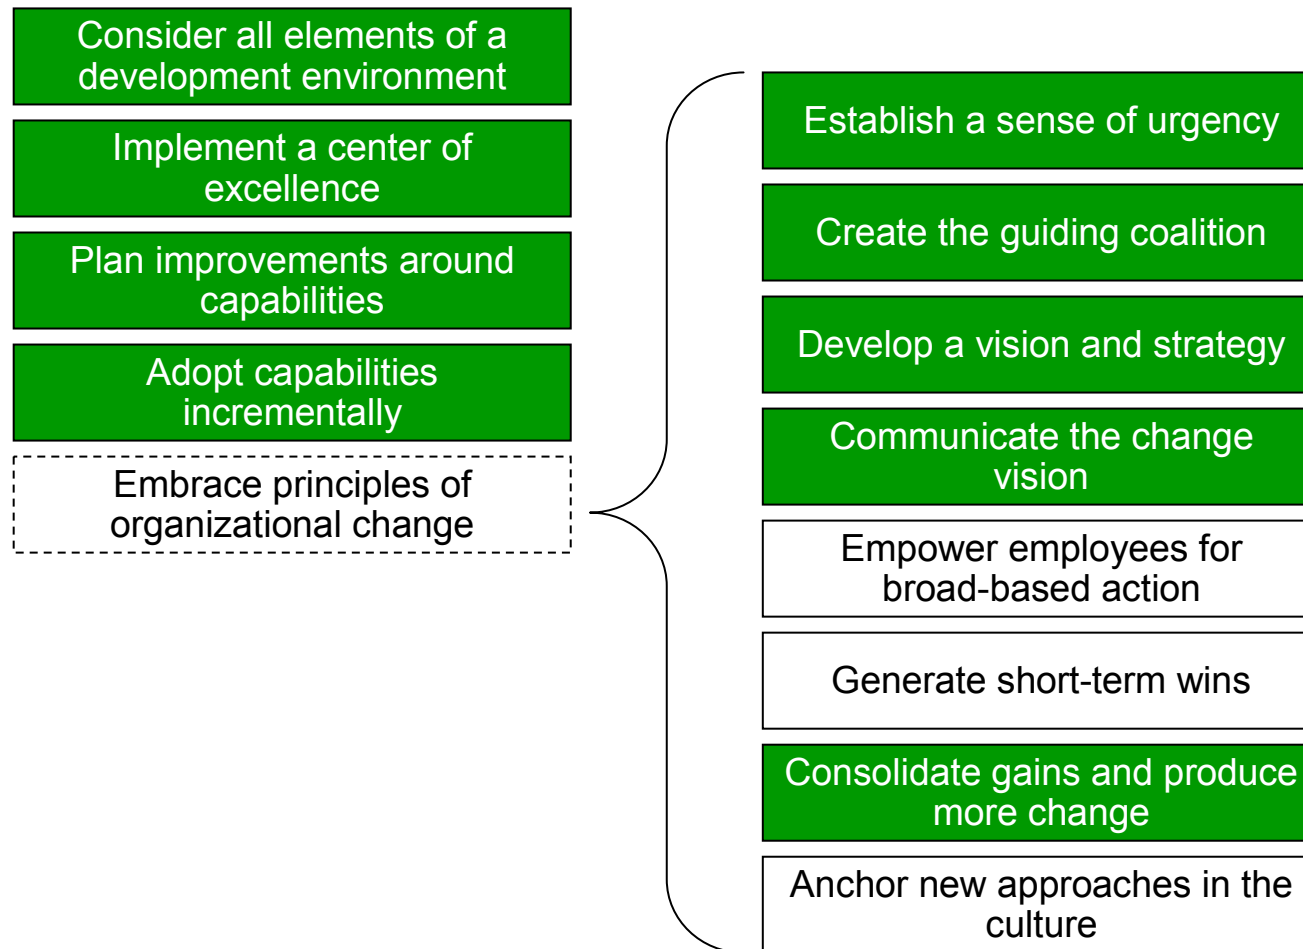 Consider all elements of a
development environment
Implement a center of
excellence
Plan improvements around
capabilities
Adopt capabilities
incrementally
Embrace principles of
organizational change
Establish a sense of urgency
Create the guiding coalition
Develop a vision and strategy
Communicate the change
vision
Empower employees for
broad-based action
Generate short-term wins
Consolidate gains and produce
more change
Anchor new approaches in the
culture